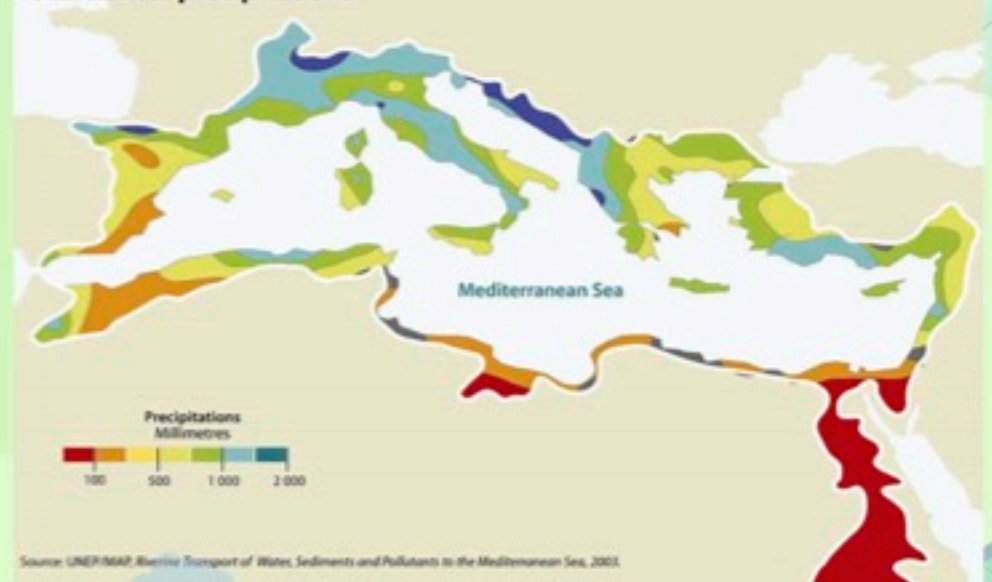 Mediterranean Sea
Precipitations
Millimetres
100 500 1 000 2 000
Source: UNEP/MAP, Riverine Transport of Water, Sediments and Pollutants to the Mediterranean Sea, 2003.